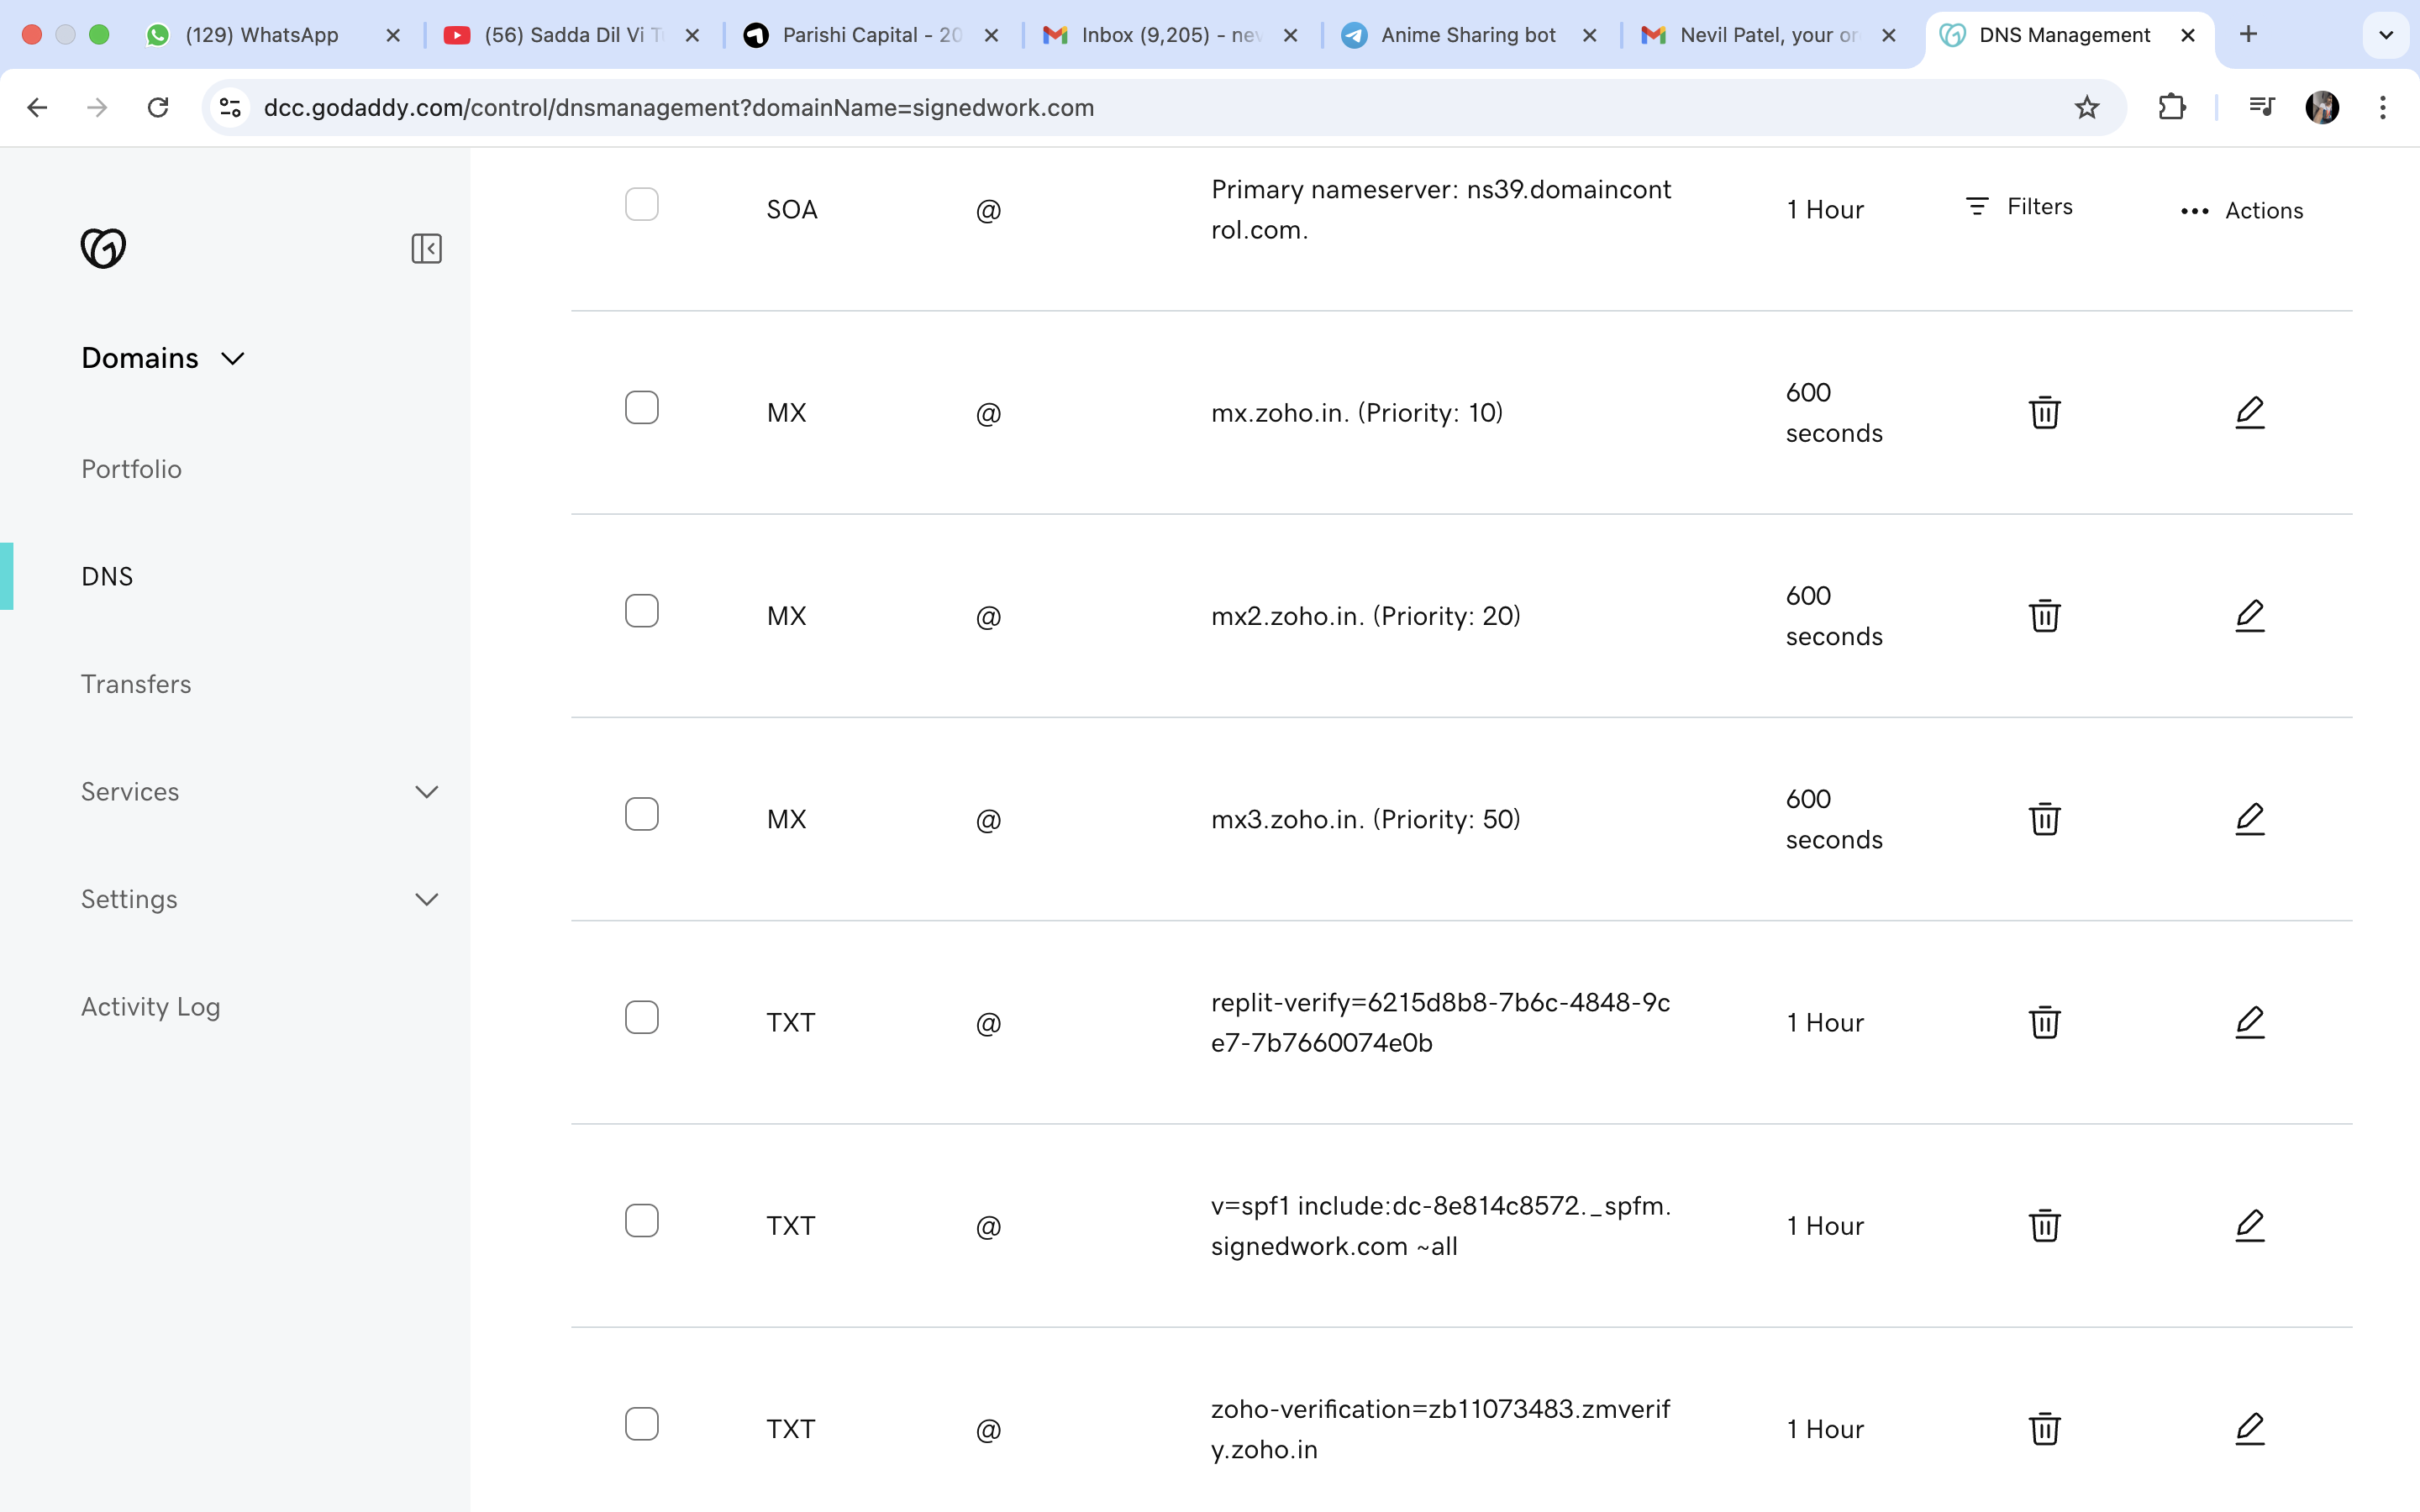 (129) WhatsApp
(56) Sadda Dil Vi T
Parishi Capital - 20
Inbox (9,205) - nev
Anime Sharing bot
Nevil Patel, your or
DNS Management
dcc.godaddy.com/control/dnsmanagement?domainName=signedwork.com
Domains
Portfolio
DNS
Transfers
Services
Settings
Activity Log
SOA @ Primary nameserver: ns39.domaincont
rol.com. 1 Hour Filters Actions
MX @ mx.zoho.in. (Priority: 10) 600
seconds
MX @ mx2.zoho.in. (Priority: 20) 600
seconds
MX @ mx3.zoho.in. (Priority: 50) 600
seconds
TXT @ replit-verify=6215d8b8-7b6c-4848-9c
e7-7b7660074e0b 1 Hour
TXT @ v=spf1 include:dc-8e814c8572._spfm.
signedwork.com ~all 1 Hour
TXT @ zoho-verification=zb11073483.zmverif
y.zoho.in 1 Hour